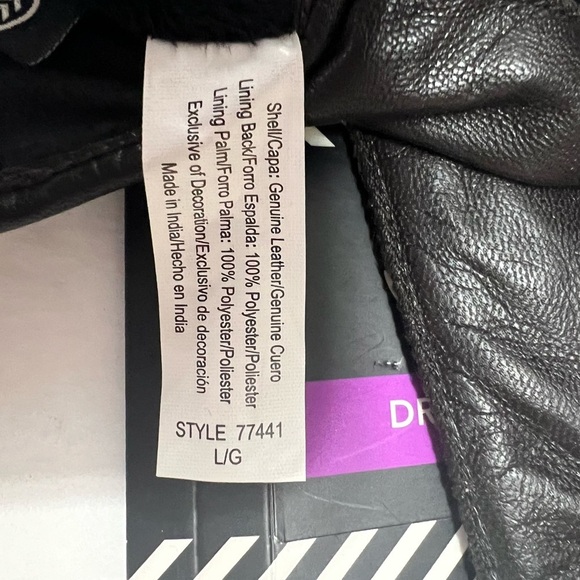 Shell/Capa: Genuine Leather/Genuine Cuero
Lining Back/Forro Espalda: 100% Polyester/Poliester
Lining Palm/Forro Palma: 100% Polyester/Poliester
Exclusive of Decoration/Exclusivo de decoración
Made in India/Hecho en India
STYLE 77441
L/G
DR